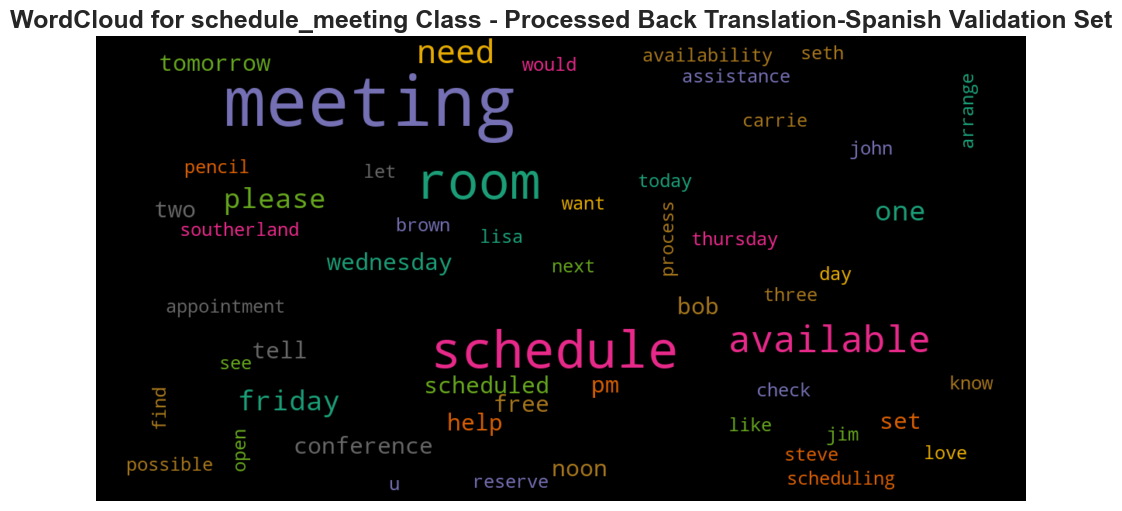 WordCloud for schedule_meeting Class - Processed Back Translation-Spanish Validation Set
need
tomorrow
would
availability
seth
assistance
meeting
arrange
carrie
john
pencil
let
room
today
please
want
two
one
southerland
brown
lisa
process
thursday
wednesday
next
day
three
appointment
bob
schedule
available
tell
see
scheduled
pm
check
know
find
friday
free
help
like
set
open
conference
jim
possible
noon
steve
love
u
reserve
scheduling